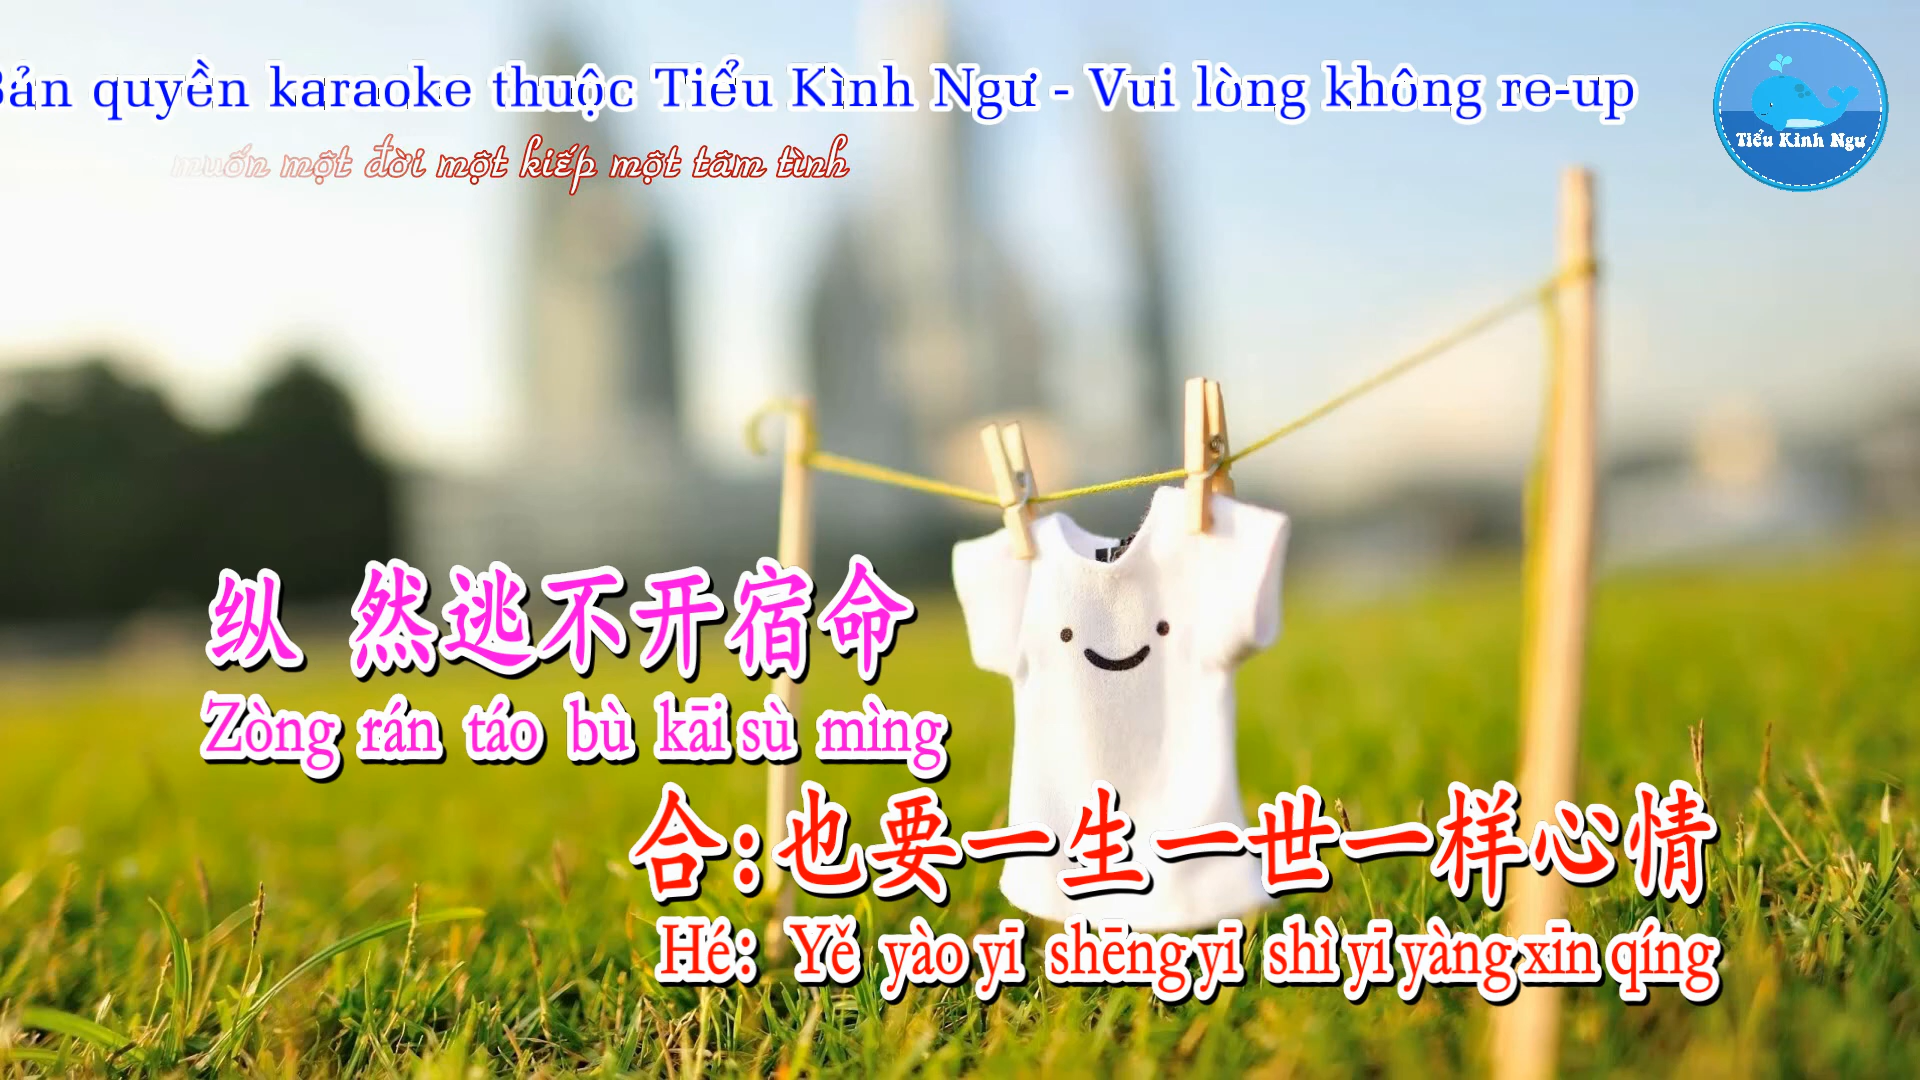 Bản quyền karaoke thuộc Tiểu Kình Ngư - Vui lòng không re-up
Tiểu Kình Ngư
muốn một đời một kiếp một tâm tình
纵 然逃不开宿命
Zòng rán táo bù kāi sù mìng
合:也要一生一世一样心情
Hé: Yě yào yī shēng yī shì yī yàng xīn qíng